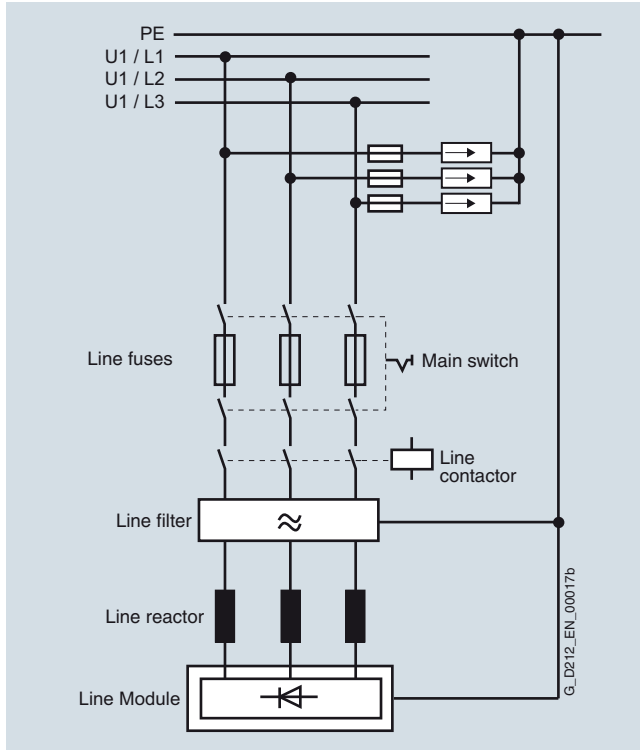 PE
U1 / L1
U1 / L2
U1 / L3
Line fuses
Main switch
Line
contactor
Line filter
Line reactor
Line Module
G_D212_EN_00017b